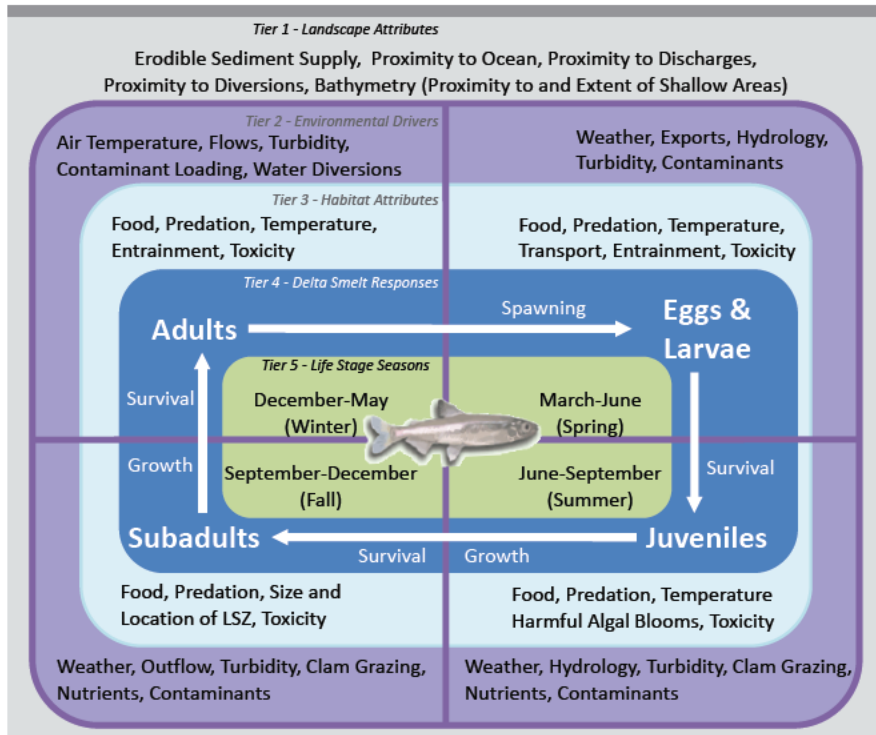 Tier 1 - Landscape Attributes
Erodible Sediment Supply, Proximity to Ocean, Proximity to Discharges,
Proximity to Diversions, Bathymetry (Proximity to and Extent of Shallow Areas)
Tier 2 - Environmental Drivers
Air Temperature, Flows, Turbidity,
Contaminant Loading, Water Diversions
Weather, Exports, Hydrology,
Turbidity, Contaminants
Tier 3 - Habitat Attributes
Food, Predation, Temperature,
Entrainment, Toxicity
Food, Predation, Temperature,
Transport, Entrainment, Toxicity
Tier 4 - Delta Smelt Responses
Adults
Spawning
Eggs &
Larvae
Tier 5 - Life Stage Seasons
Survival
December-May
(Winter)
March-June
(Spring)
Growth
September-December
(Fall)
June-September
(Summer)
Survival
Subadults
Survival
Growth
Juveniles
Food, Predation, Size and
Location of LSZ, Toxicity
Food, Predation, Temperature
Harmful Algal Blooms, Toxicity
Weather, Outflow, Turbidity, Clam Grazing,
Nutrients, Contaminants
Weather, Hydrology, Turbidity, Clam Grazing,
Nutrients, Contaminants